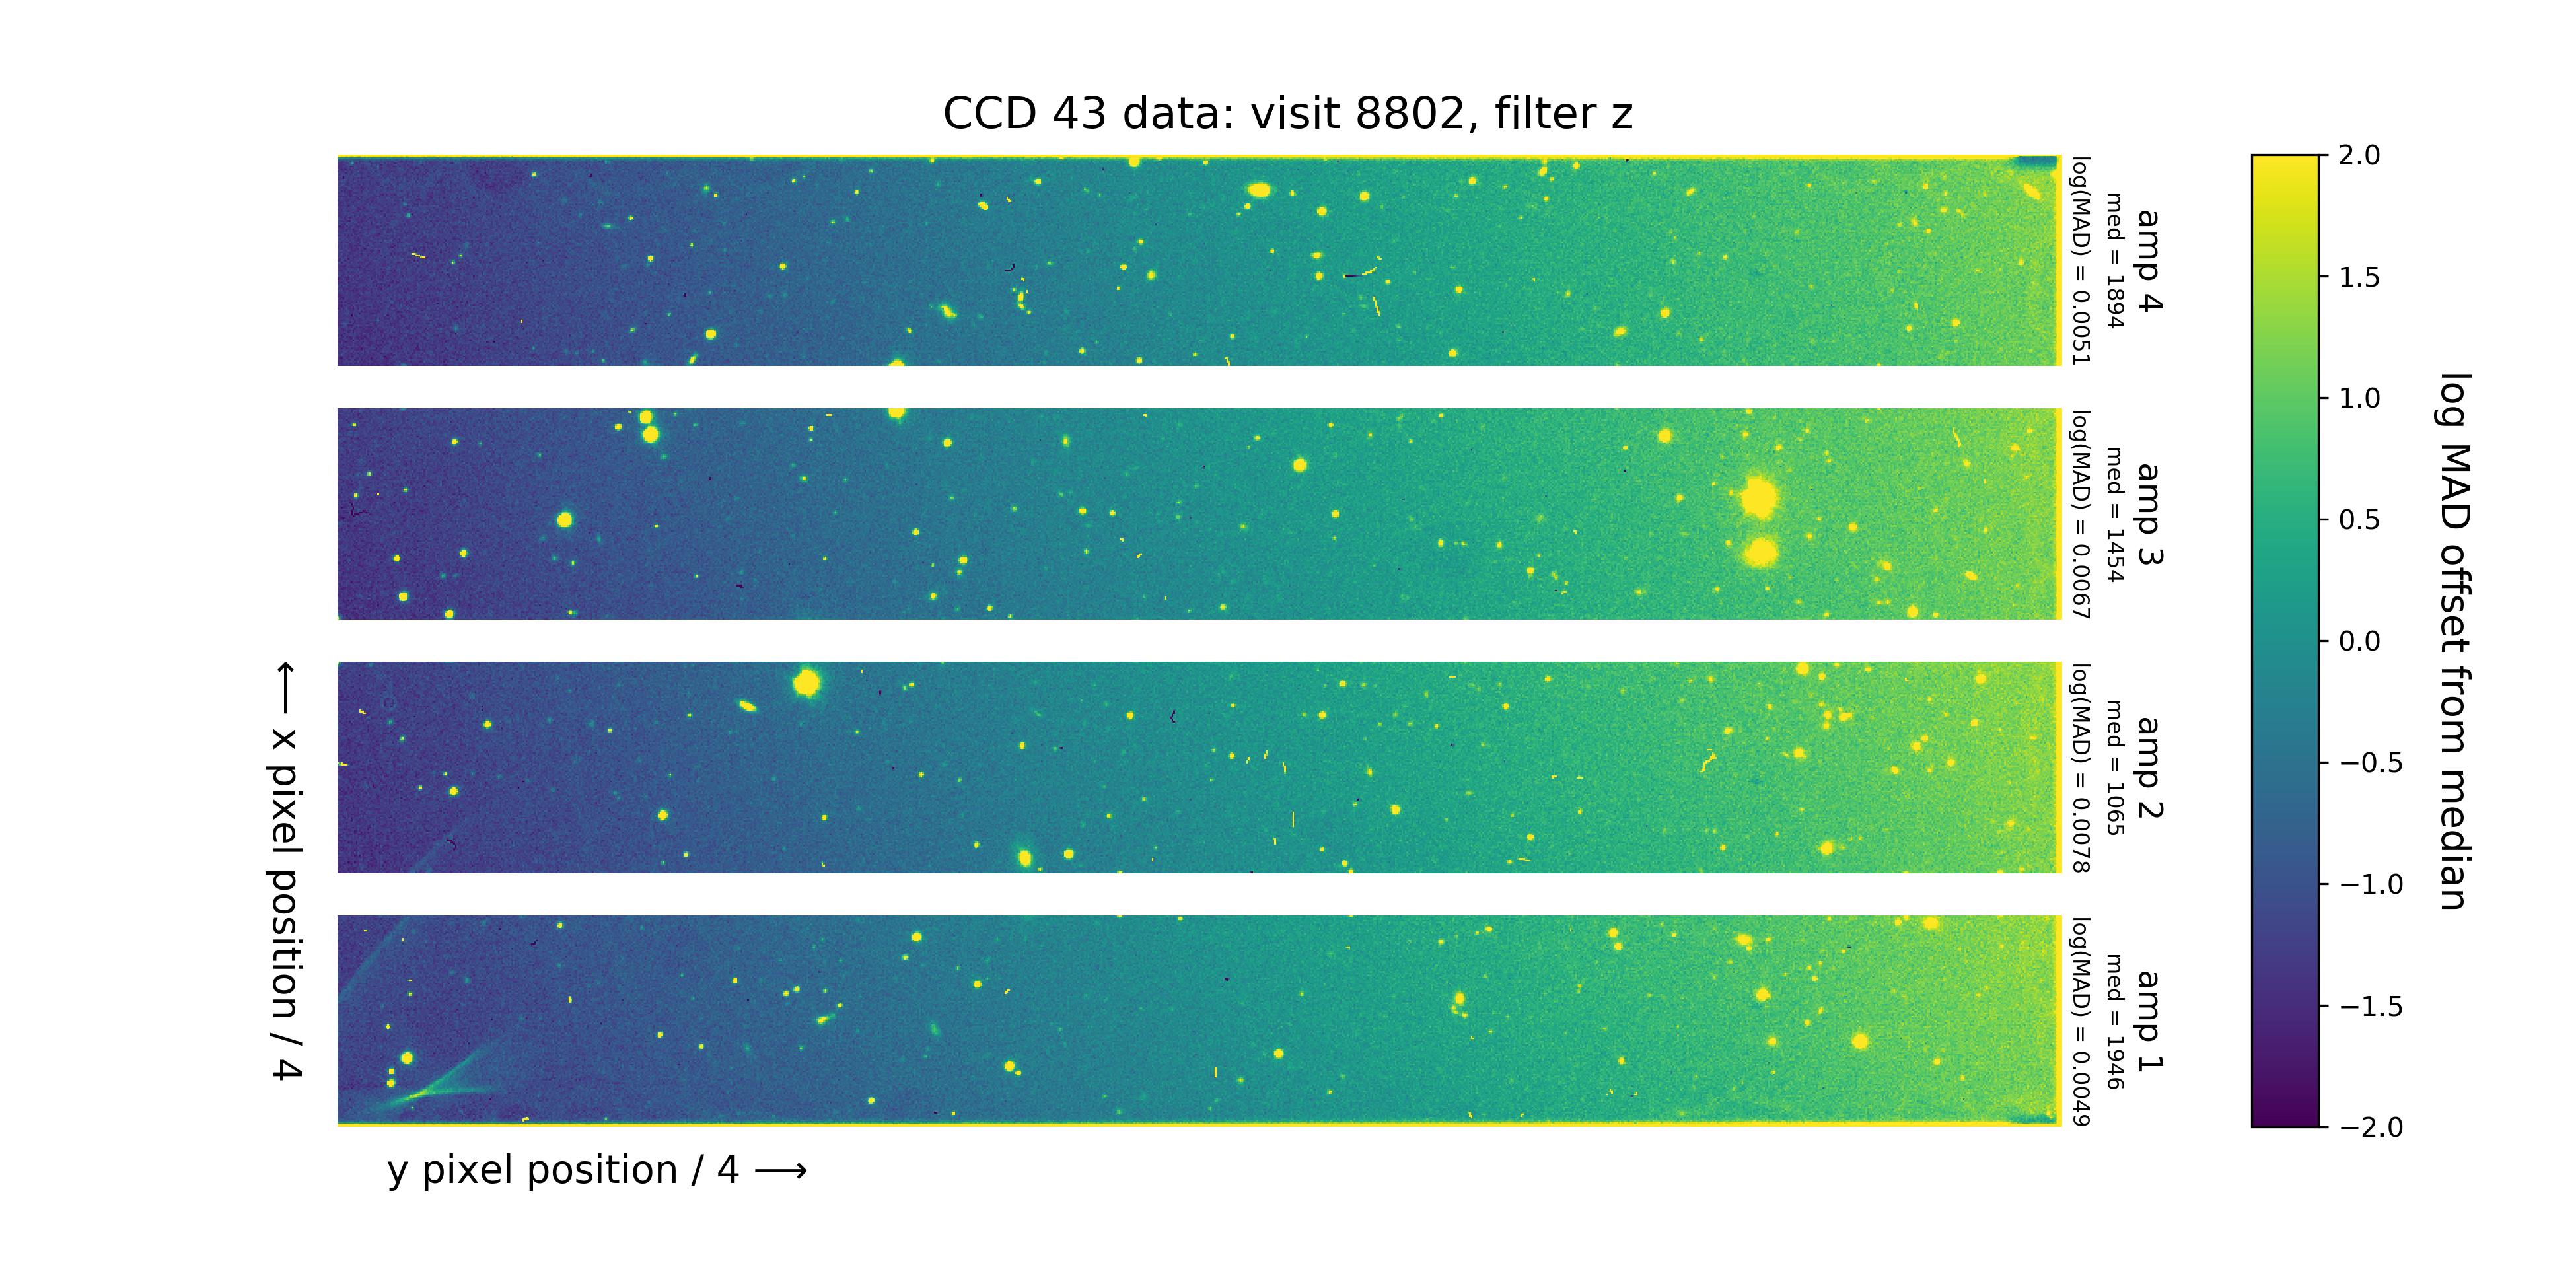 CCD 43 data: visit 8802, filter z
amp 4
med = 1894
log(MAD) = 0.0051
amp 3
med = 1454
log(MAD) = 0.0067
amp 2
med = 1065
log(MAD) = 0.0078
amp 1
med = 1946
log(MAD) = 0.0049
⟵ x pixel position / 4
y pixel position / 4 ⟶
2.0
1.5
1.0
0.5
0.0
−0.5
−1.0
−1.5
−2.0
log MAD offset from median